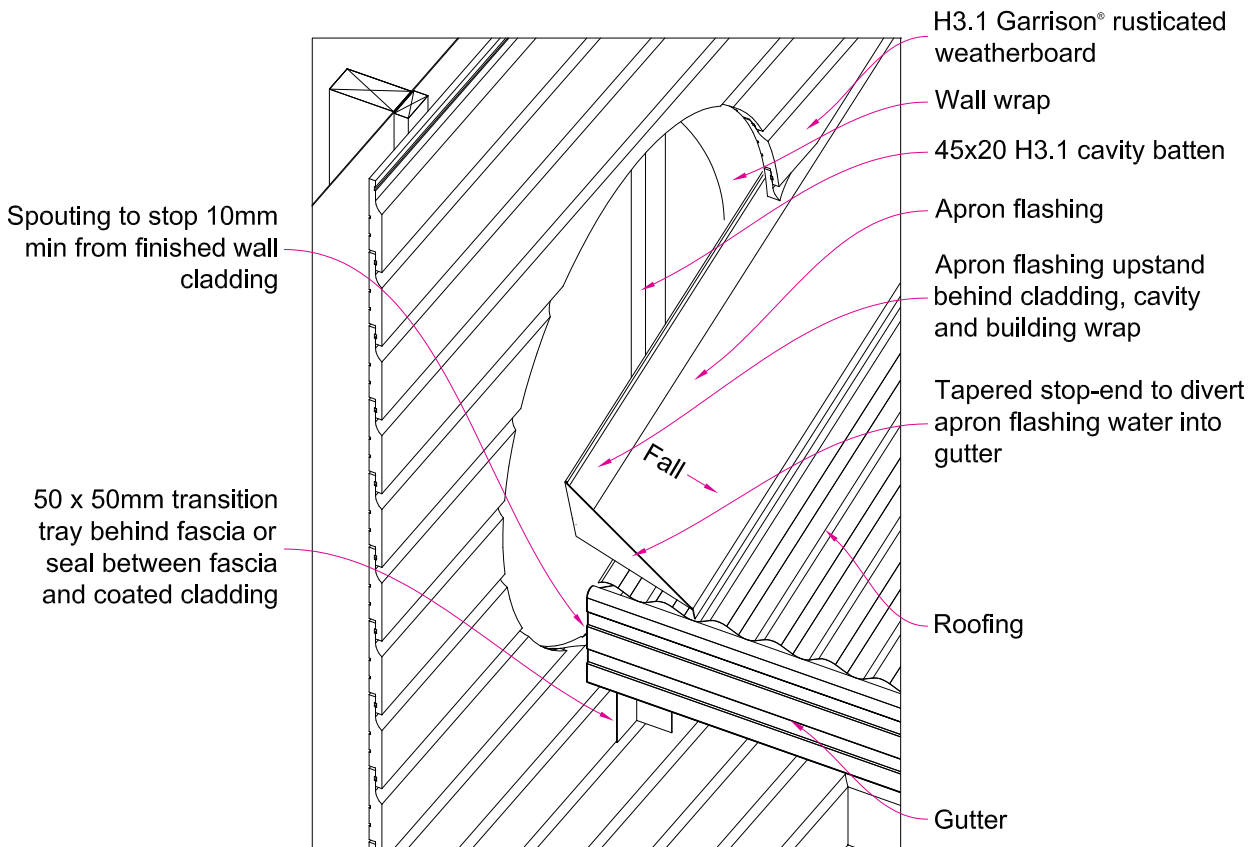 H3.1 Garrison® rusticated
weatherboard
Wall wrap
45x20 H3.1 cavity batten
Apron flashing
Apron flashing upstand
behind cladding, cavity
and building wrap
Tapered stop-end to divert
apron flashing water into
gutter
Roofing
Gutter
Spouting to stop 10mm
min from finished wall
cladding
50 x 50mm transition
tray behind fascia or
seal between fascia
and coated cladding
Fall